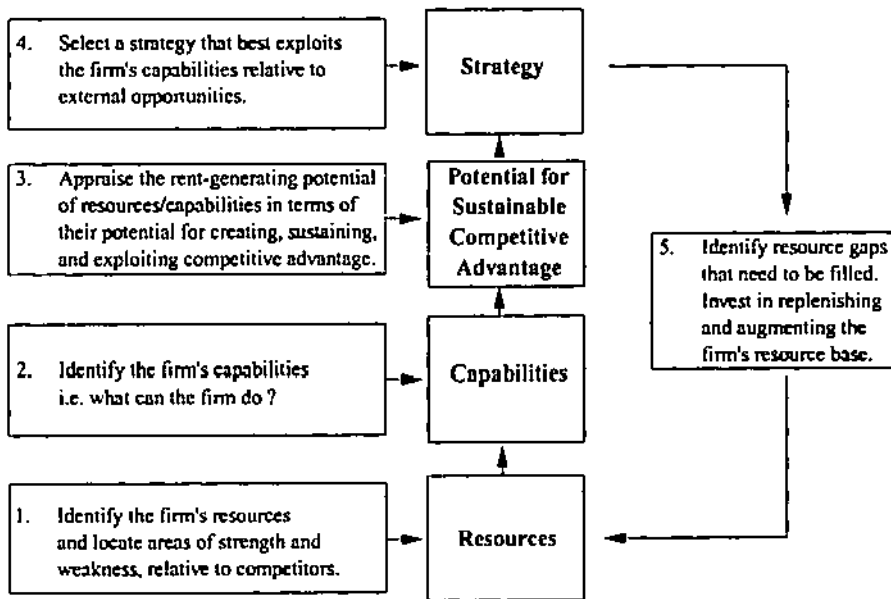 4. Select a strategy that best exploits
the firm's capabilities relative to
external opportunities.
Strategy
3. Appraise the rent-generating potential
of resources/capabilities in terms of
their potential for creating, sustaining,
and exploiting competitive advantage.
Potential for
Sustainable
Competitive
Advantage
5. Identify resource gaps
that need to be filled.
Invest in replenishing
and augmenting the
firm's resource base.
2. Identify the firm's capabilities
i.e. what can the firm do ?
Capabilities
1. Identify the firm's resources
and locate areas of strength and
weakness, relative to competitors.
Resources